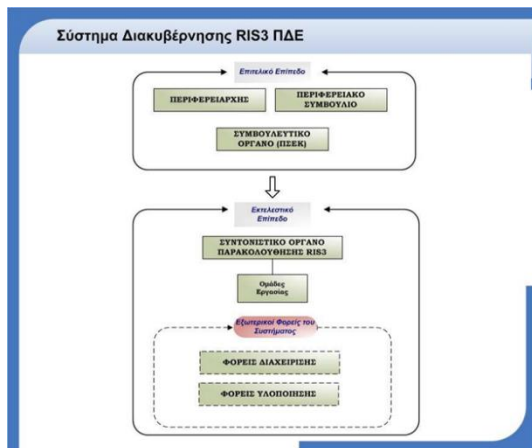 Σύστημα Διακυβέρνησης RIS3 ΠΔΕ
Επιτελικό Επίπεδο
ΠΕΡΙΦΕΡΕΙΑΡΧΗΣ
ΠΕΡΙΦΕΡΕΙΑΚΟ
ΣΥΜΒΟΥΛΙΟ
ΣΥΜΒΟΥΛΕΥΤΙΚΟ
ΟΡΓΑΝΟ (ΠΣΕΚ)
Εκτελεστικό
Επίπεδο
ΣΥΝΤΟΝΙΣΤΙΚΟ ΟΡΓΑΝΟ
ΠΑΡΑΚΟΛΟΥΘΗΣΗΣ RIS3
Ομάδες
Εργασίας
Εξωτερικοί Φορείς του
Συστήματος
ΦΟΡΕΙΣ ΔΙΑΧΕΙΡΙΣΗΣ
ΦΟΡΕΙΣ ΥΛΟΠΟΙΗΣΗΣ